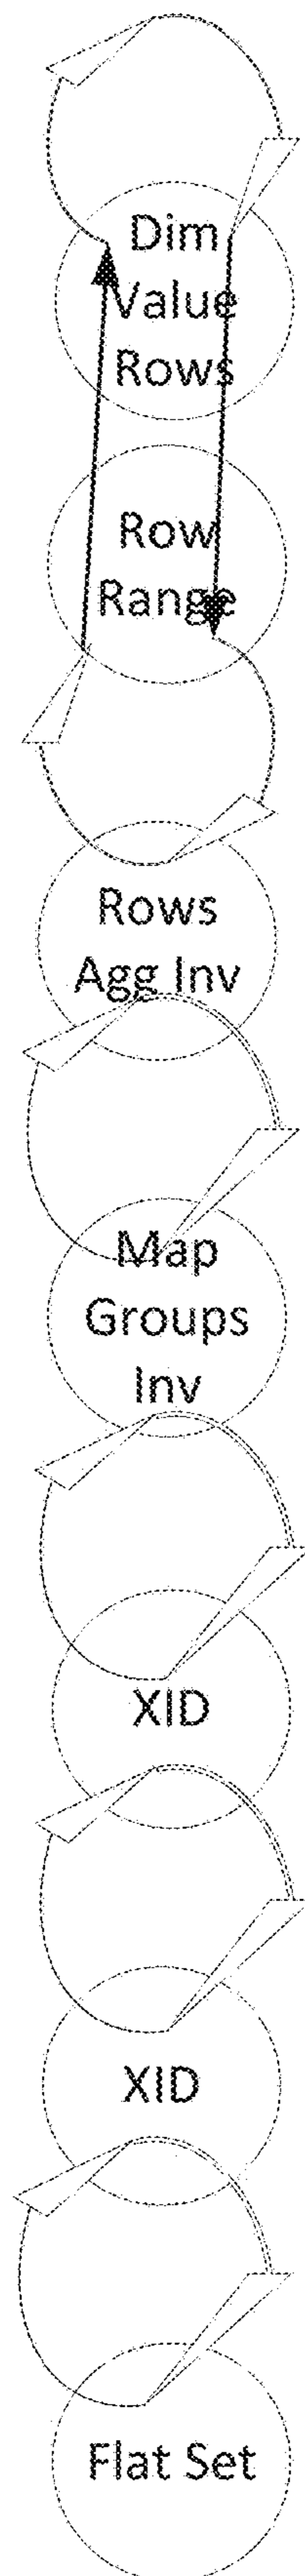 Dim
Value
Rows
Row
Range
Rows
Agg Inv
Map
Groups
Inv
XID
XID
Flat Set